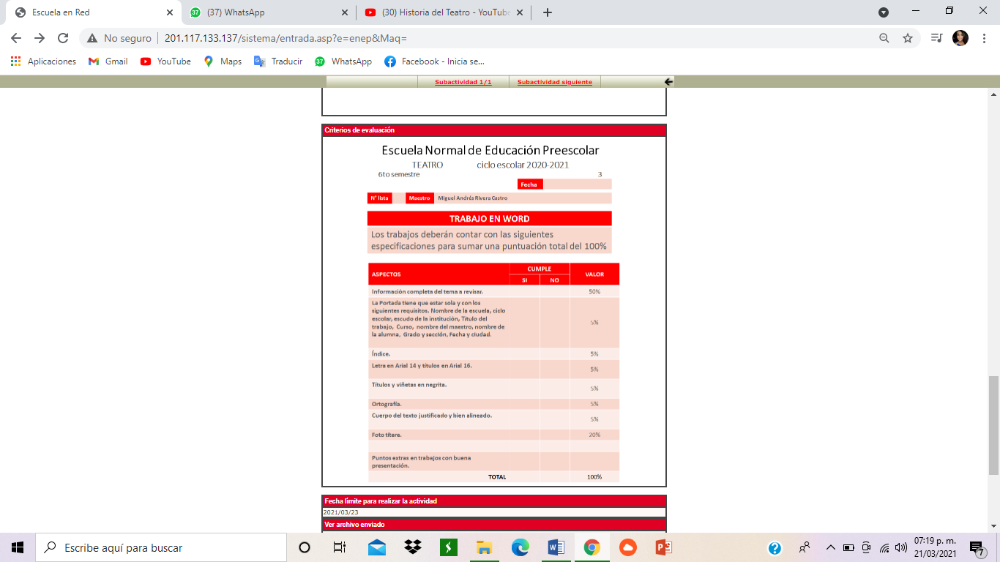 Escuela en Red
(37) WhatsApp
(30) Historia del Teatro - YouTube
No seguro
201.117.133.137/sistema/entrada.asp?e=enep&Maq=
Aplicaciones
Gmail
YouTube
Maps
Traducir
37
WhatsApp
Facebook - Inicia se...
Subactividad 1/1
Subactividad siguiente
Criterios de evaluación
Escuela Normal de Educación Preescolar
TEATRO ciclo escolar 2020-2021
6to semestre 3
Fecha
N° lista Maestro Miguel Andrés Rivera Castro
TRABAJO EN WORD
Los trabajos deberán contar con las siguientes
especificaciones para sumar una puntuación total del 100%
ASPECTOS CUMPLE VALOR
SI NO
Información completa del tema a revisar. 50%
La Portada tiene que estar sola y con los
siguientes requisitos. Nombre de la escuela, ciclo
escolar, escudo de la institución, Título del
trabajo, Curso, nombre del maestro, nombre de
la alumna, Grado y sección, Fecha y ciudad.
5%
Índice. 5%
Letra en Arial 14 y títulos en Arial 16. 5%
Títulos y viñetas en negrita. 5%
Ortografía. 5%
Cuerpo del texto justificado y bien alineado. 5%
Foto títere. 20%
Puntos extras en trabajos con buena
presentación.
TOTAL 100%
Fecha límite para realizar la actividad
2021/03/23
Ver archivo enviado
Escribe aquí para buscar
07:19 p. m.
21/03/2021
7